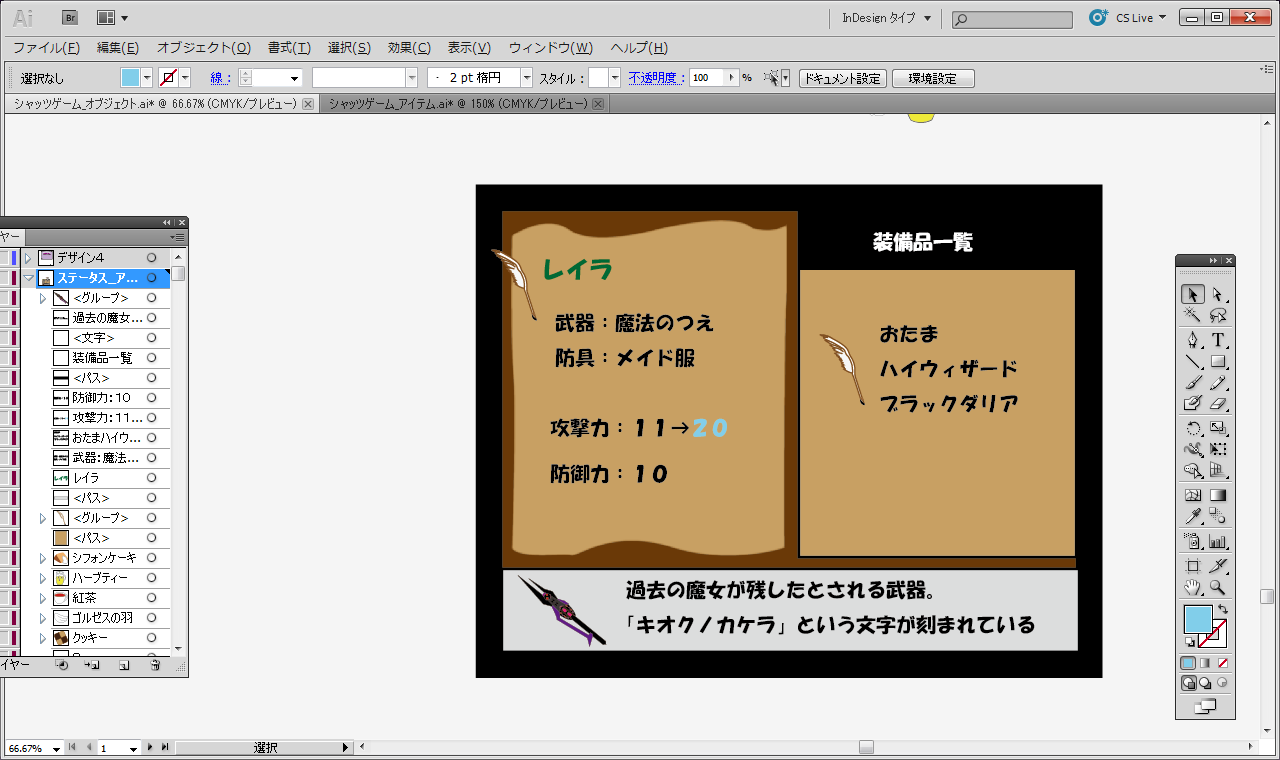 Ai Br InDesign タイプ CS Live
ファイル(F) 編集(E) オブジェクト(O) 書式(T) 選択(S) 効果(C) 表示(V) ウィンドウ(W) ヘルプ(H)
選択なし 線： 2 pt 楕円 スタイル： 不透明度： 100 % ドキュメント設定 環境設定
シャッツゲーム_オブジェクト.ai* @ 66.67% (CMYK/プレビュー) シャッツゲーム_アイテム.ai* @ 150% (CMYK/プレビュー)
ヤー
デザイン4
ステータス_ア...
<グループ>
過去の魔女...
<文字>
装備品一覧
<パス>
防御力：１０
攻撃力：１１...
おたまハイウ...
武器：魔法...
レイラ
<パス>
<グループ>
<パス>
シフォンケーキ
ハーブティー
紅茶
ゴルゼスの羽
クッキー
イヤー
レイラ
武器：魔法のつえ
防具：メイド服
攻撃力：１１→２０
防御力：１０
装備品一覧
おたま
ハイウィザード
ブラックダリア
過去の魔女が残したとされる武器。
「キオクノカケラ」という文字が刻まれている
66.67% 1 選択